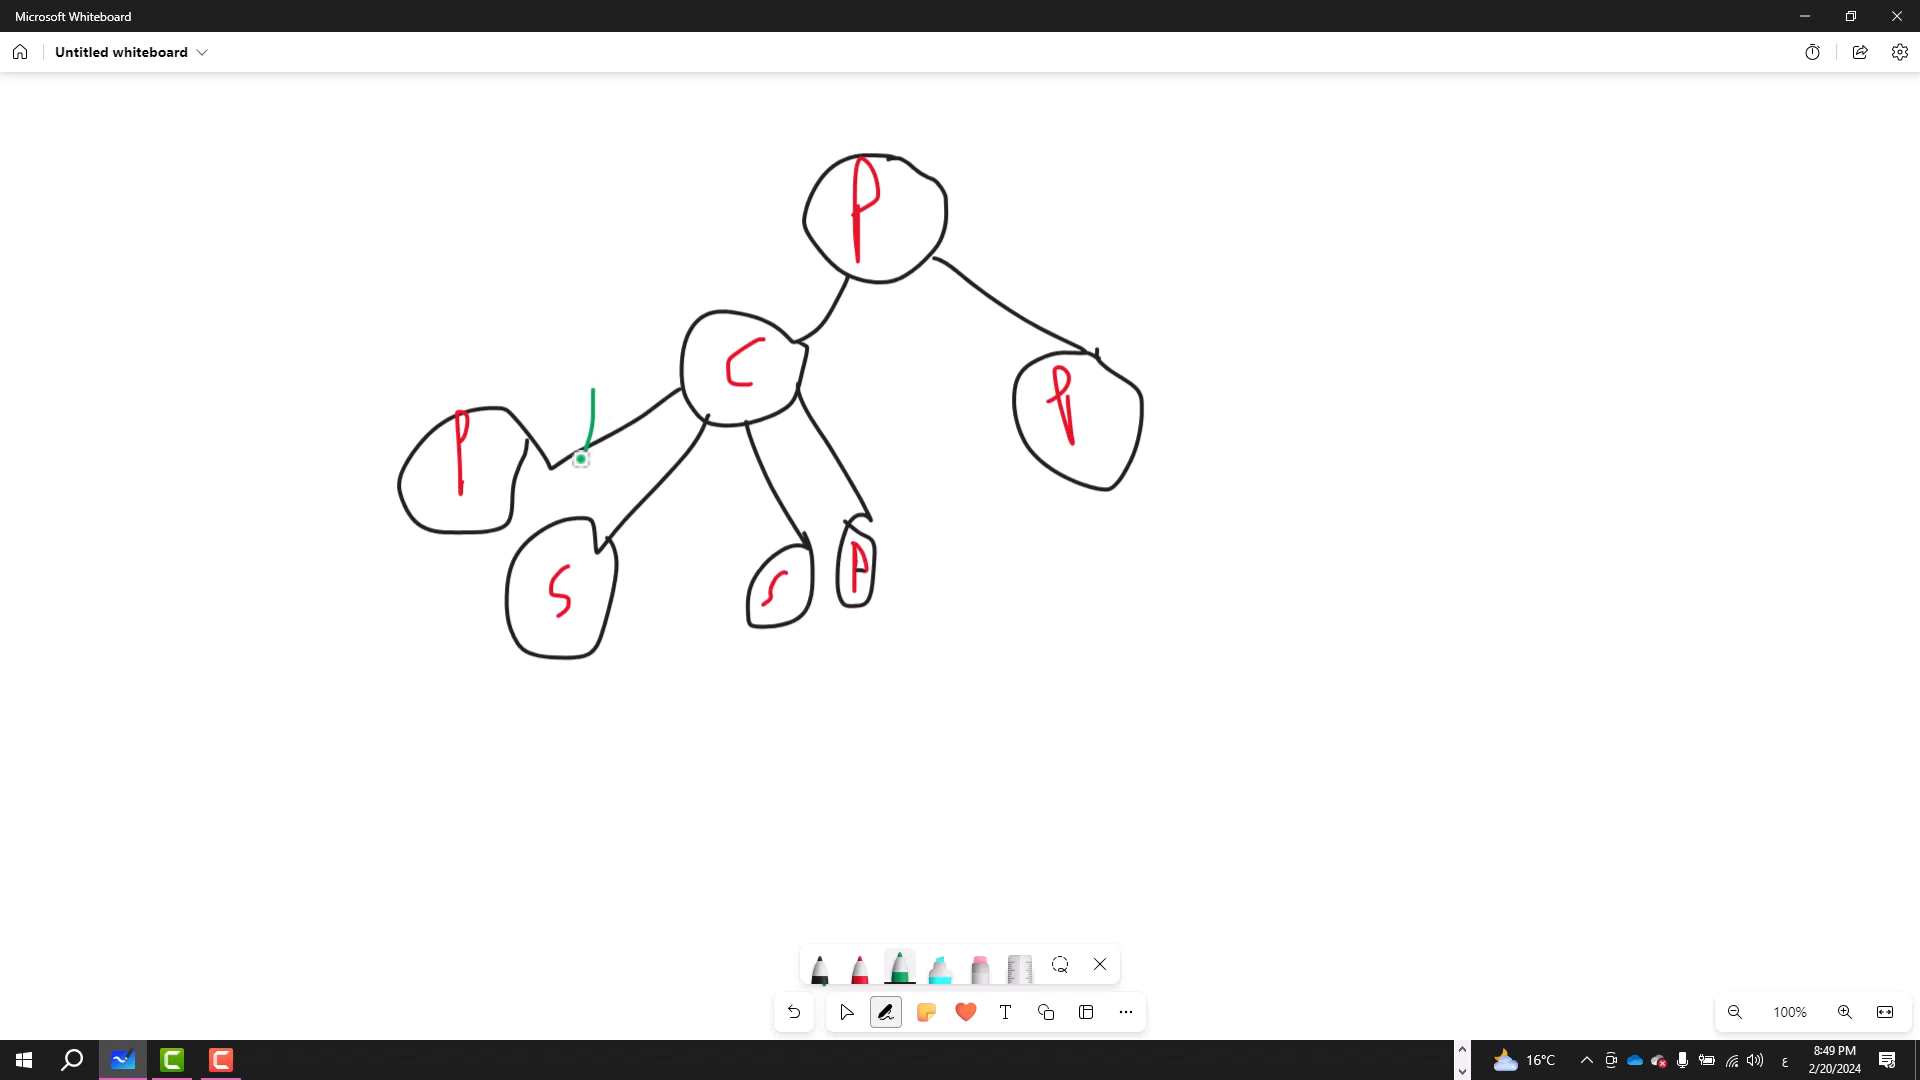 Microsoft Whiteboard
Untitled whiteboard
P
C
P
P
S
S
P
100%
16°C
ع
8:49 PM
2/20/2024